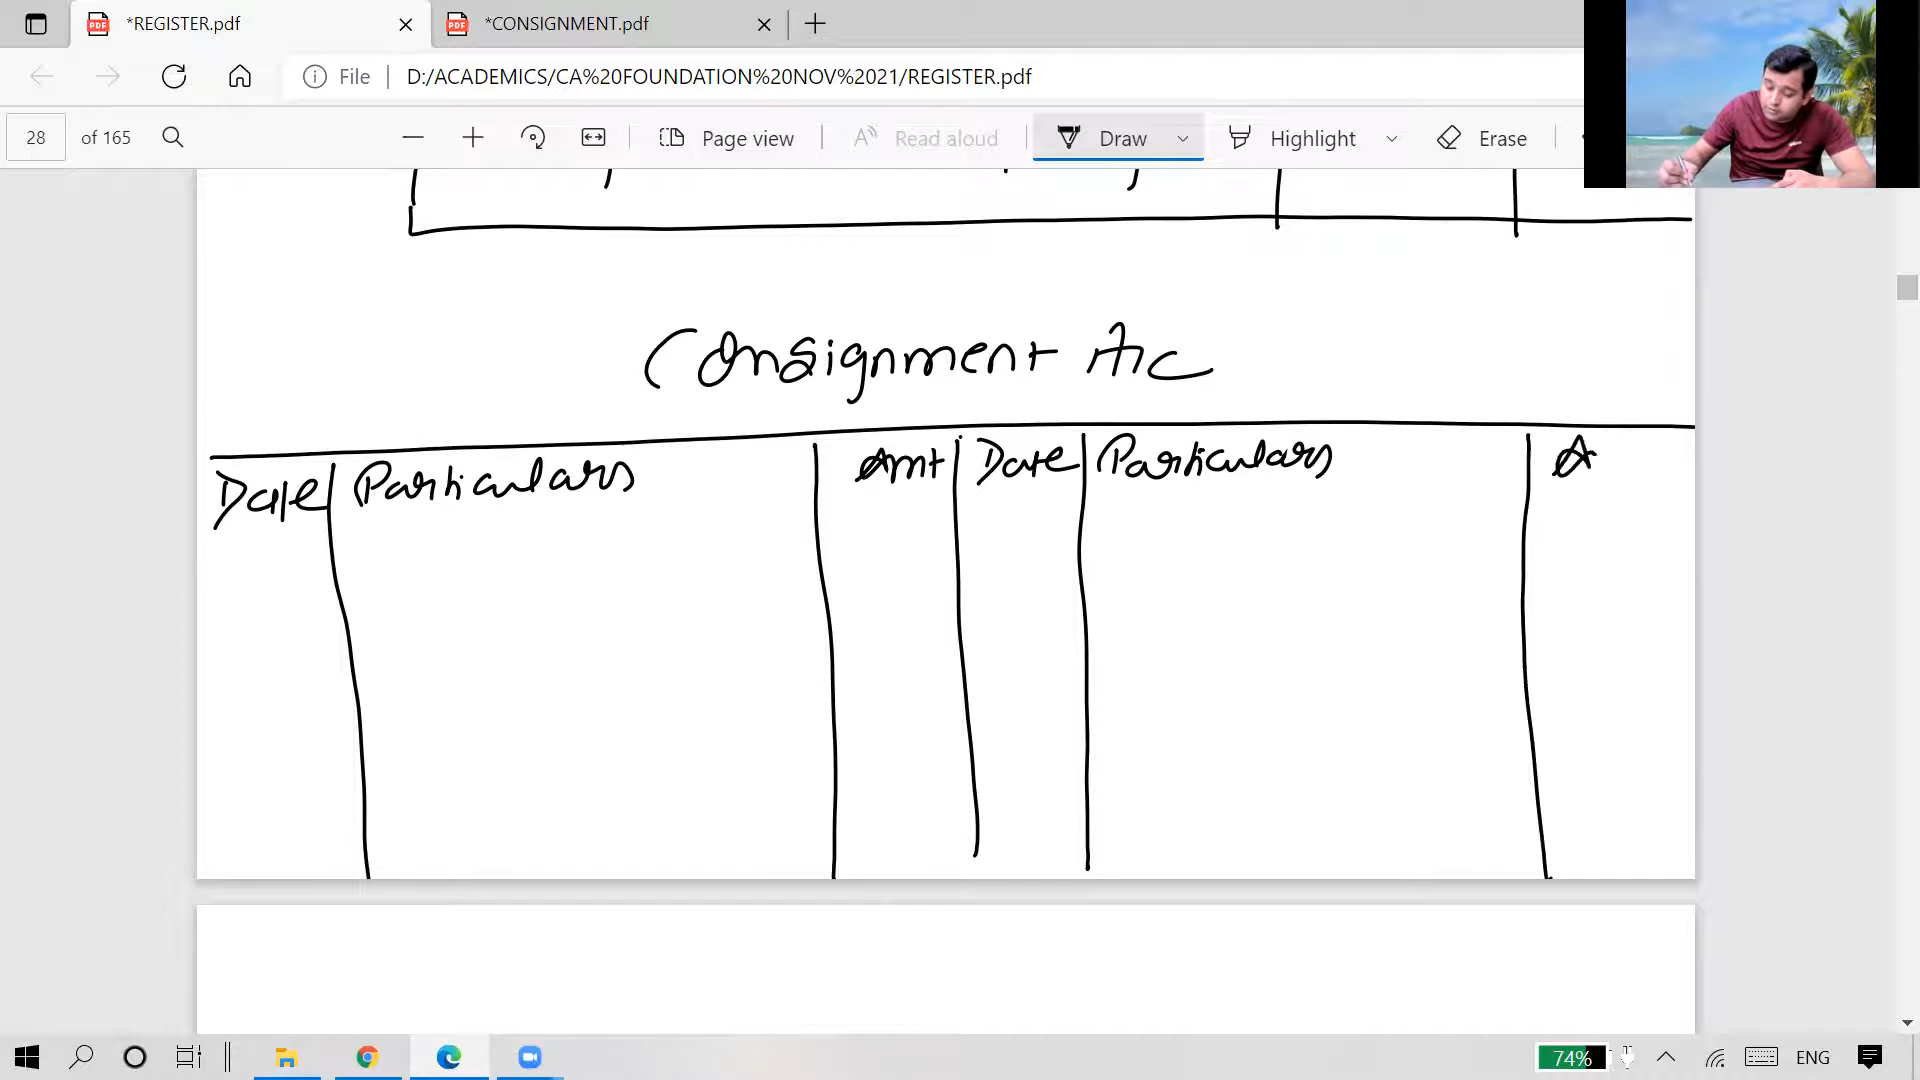 *REGISTER.pdf
*CONSIGNMENT.pdf
File
D:/ACADEMICS/CA%20FOUNDATION%20NOV%2021/REGISTER.pdf
28 of 165
Page view
Read aloud
Draw
Highlight
Erase
Consignment A/c
Date Particulars Amt Date Particulars A
74%
ENG